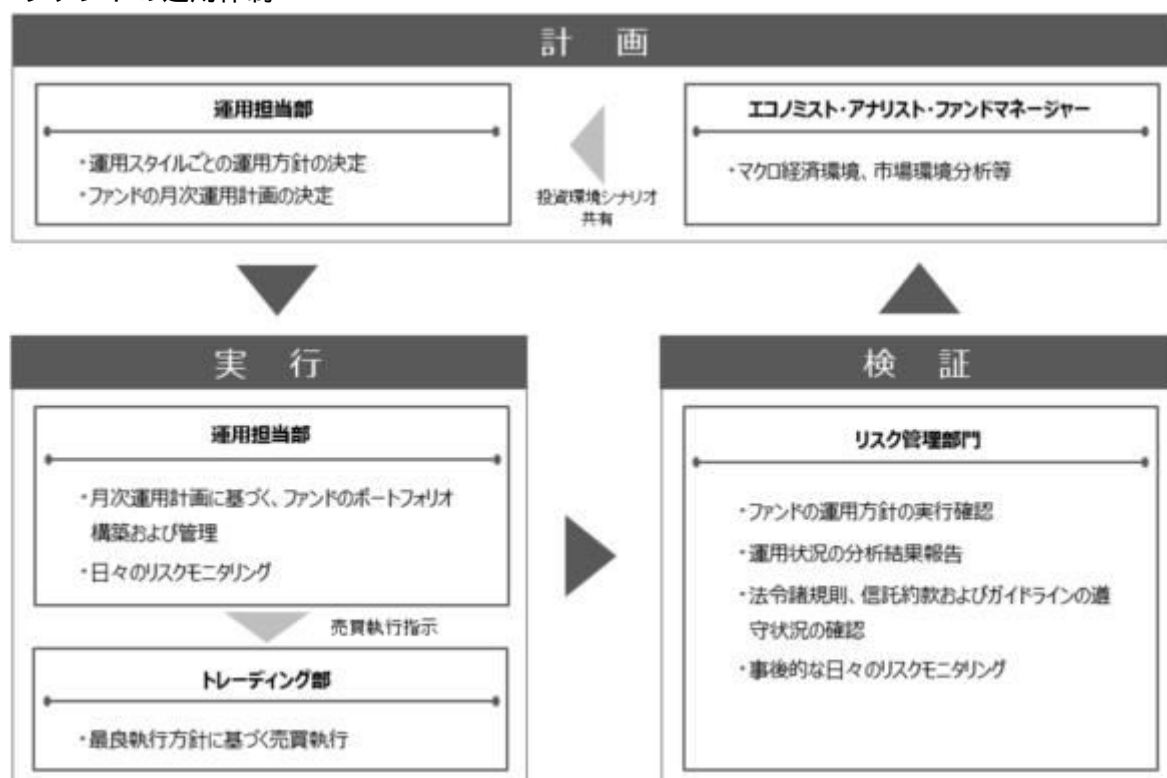 計 画
運用担当部
・運用スタイルごとの運用方針の決定
・ファンドの月次運用計画の決定
投資環境シナリオ
共有
エコノミスト・アナリスト・ファンドマネージャー
・マクロ経済環境、市場環境分析等
実 行
運用担当部
・月次運用計画に基づく、ファンドのポートフォリオ
構築および管理
・日々のリスクモニタリング
売買執行指示
トレーディング部
・最良執行方針に基づく売買執行
検 証
リスク管理部門
・ファンドの運用方針の実行確認
・運用状況の分析結果報告
・法令諸規則、信託約款およびガイドラインの遵
守状況の確認
・事後的な日々のリスクモニタリング